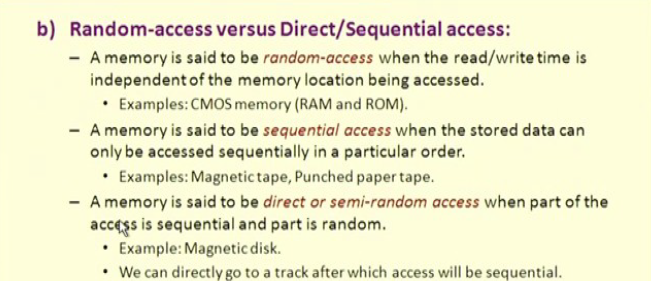 b) Random-access versus Direct/Sequential access:
– A memory is said to be random-access when the read/write time is
independent of the memory location being accessed.
• Examples: CMOS memory (RAM and ROM).
– A memory is said to be sequential access when the stored data can
only be accessed sequentially in a particular order.
• Examples: Magnetic tape, Punched paper tape.
– A memory is said to be direct or semi-random access when part of the
access is sequential and part is random.
• Example: Magnetic disk.
• We can directly go to a track after which access will be sequential.